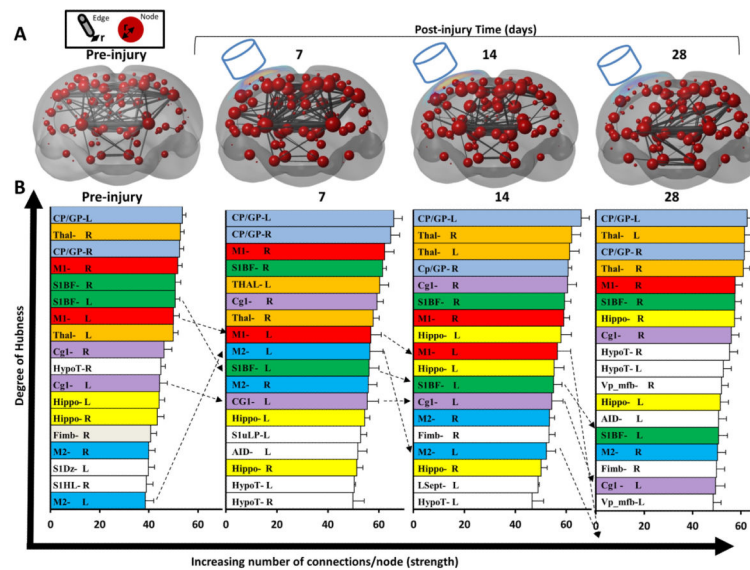 Edge
Node
r
r
A
Pre-injury
Post-injury Time (days)
7
14
28
B
Pre-injury
7
14
28
Degree of Hubness
CP/GP-L
Thal- R
CP/GP-R
M1- R
S1BF- R
S1BF- L
M1- L
Thal- L
Cg1- R
HypoT-R
Cg1- L
Hippo- L
Hippo- R
Fimb- R
M2- R
S1Dz- L
S1HL- R
M2- L
0 20 40 60
CP/GP-L
CP/GP-R
M1- R
S1BF- R
THAL- L
Cg1- R
Thal- R
M1- L
M2- L
S1BF- L
M2- R
CG1- L
Hippo- L
S1uLP-L
AID- L
Hippo- R
HypoT- L
HypoT- R
0 20 40 60
CP/GP-L
Thal- R
Thal- L
Cp/GP- R
Cg1- R
S1BF- R
M1- R
Hippo- L
M1- L
Hippo- L
S1BF- L
Cg1- L
M2- R
Fimb- R
M2- L
Hippo- R
LSept- L
HypoT- L
0 20 40 60
CP/GP-L
Thal- L
CP/GP-R
Thal- R
M1- R
S1BF- R
Hippo- R
Cg1- R
HypoT- R
HypoT- L
Vp_mfb- R
Hippo- L
AID- L
S1BF- L
M2- R
Fimb- R
Cg1- L
Vp_mfb-L
0 20 40 60
Increasing number of connections/node (strength)